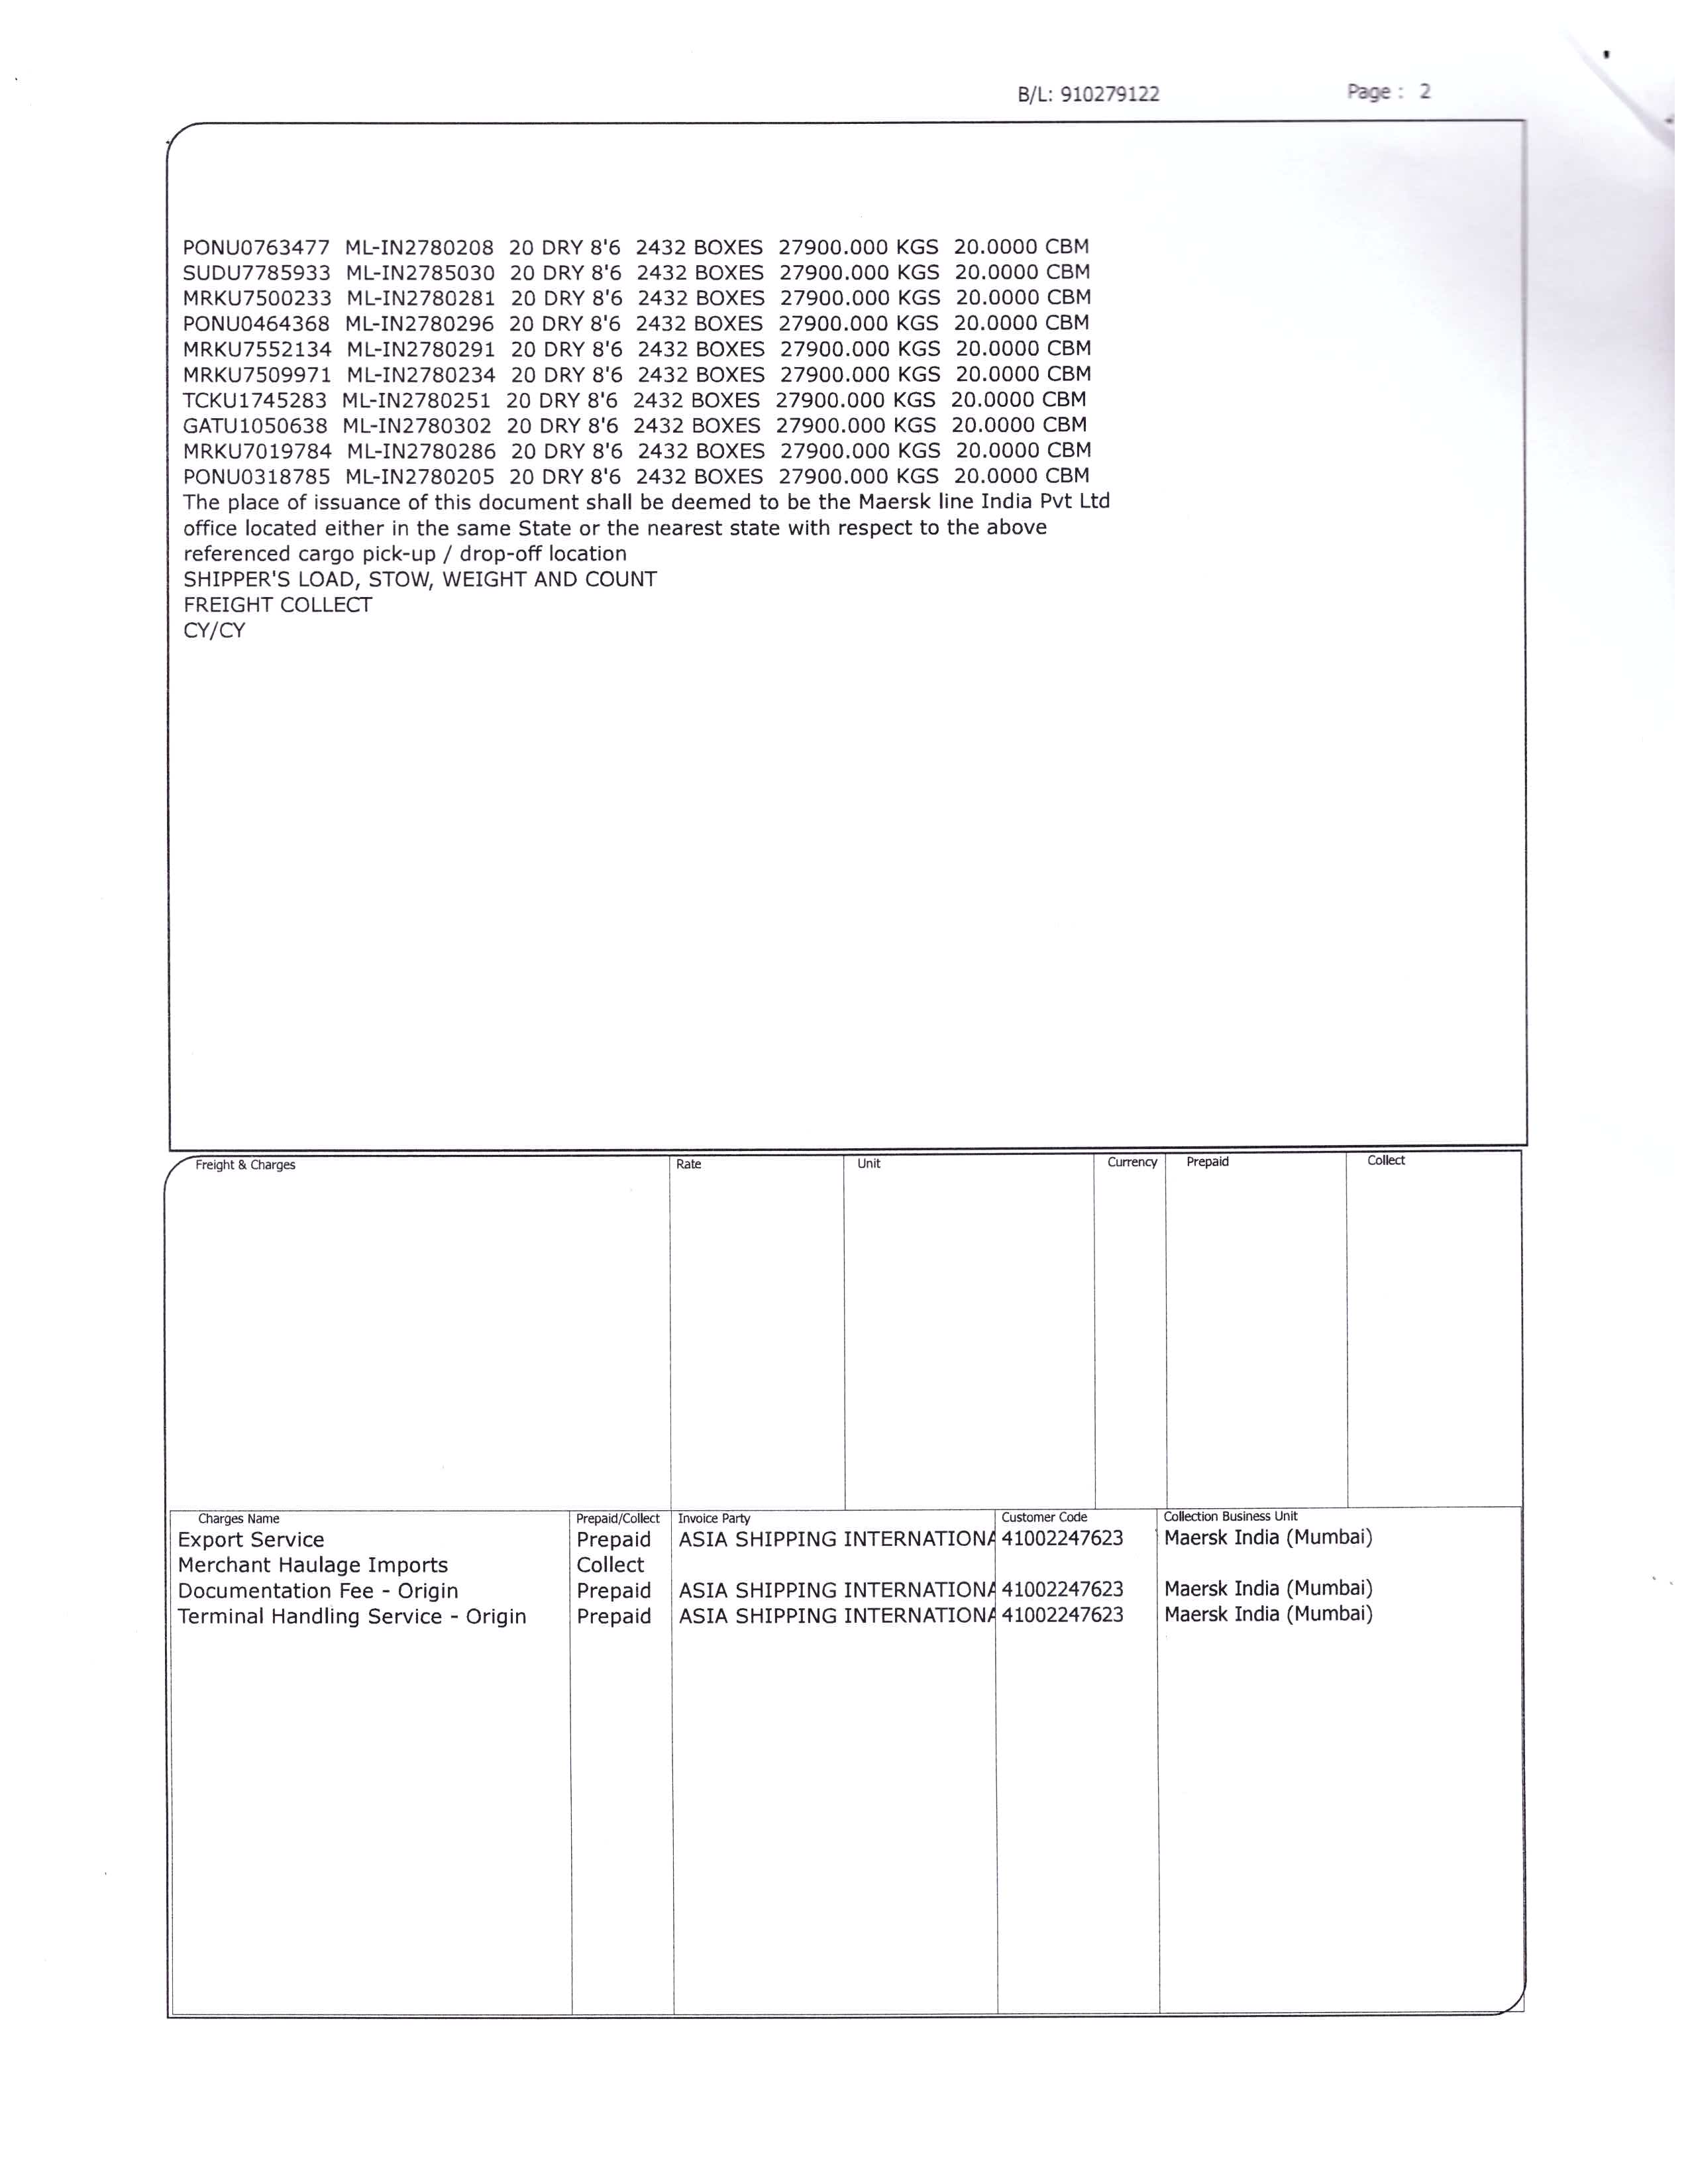 B/L: 910279122 Page : 2
PONU0763477 ML-IN2780208 20 DRY 8'6 2432 BOXES 27900.000 KGS 20.0000 CBM
SUDU7785933 ML-IN2785030 20 DRY 8'6 2432 BOXES 27900.000 KGS 20.0000 CBM
MRKU7500233 ML-IN2780281 20 DRY 8'6 2432 BOXES 27900.000 KGS 20.0000 CBM
PONU0464368 ML-IN2780296 20 DRY 8'6 2432 BOXES 27900.000 KGS 20.0000 CBM
MRKU7552134 ML-IN2780291 20 DRY 8'6 2432 BOXES 27900.000 KGS 20.0000 CBM
MRKU7509971 ML-IN2780234 20 DRY 8'6 2432 BOXES 27900.000 KGS 20.0000 CBM
TCKU1745283 ML-IN2780251 20 DRY 8'6 2432 BOXES 27900.000 KGS 20.0000 CBM
GATU1050638 ML-IN2780302 20 DRY 8'6 2432 BOXES 27900.000 KGS 20.0000 CBM
MRKU7019784 ML-IN2780286 20 DRY 8'6 2432 BOXES 27900.000 KGS 20.0000 CBM
PONU0318785 ML-IN2780205 20 DRY 8'6 2432 BOXES 27900.000 KGS 20.0000 CBM
The place of issuance of this document shall be deemed to be the Maersk line India Pvt Ltd
office located either in the same State or the nearest state with respect to the above
referenced cargo pick-up / drop-off location
SHIPPER'S LOAD, STOW, WEIGHT AND COUNT
FREIGHT COLLECT
CY/CY
Freight & Charges Rate Unit Currency Prepaid Collect
Charges Name Prepaid/Collect Invoice Party Customer Code Collection Business Unit
Export Service Prepaid ASIA SHIPPING INTERNATIONA 41002247623 Maersk India (Mumbai)
Merchant Haulage Imports Collect
Documentation Fee - Origin Prepaid ASIA SHIPPING INTERNATIONA 41002247623 Maersk India (Mumbai)
Terminal Handling Service - Origin Prepaid ASIA SHIPPING INTERNATIONA 41002247623 Maersk India (Mumbai)